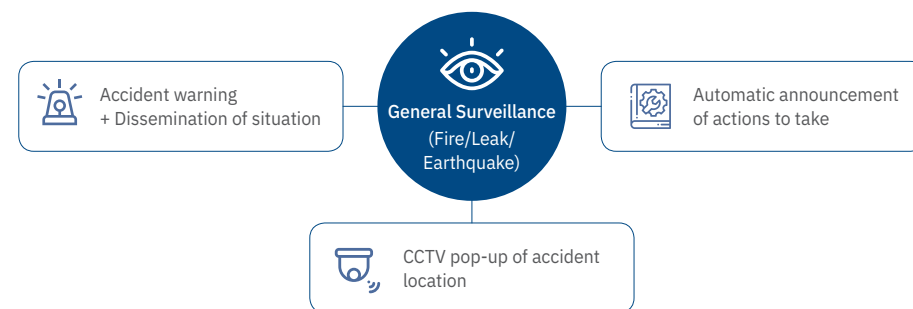 Accident warning
+ Dissemination of situation
General Surveillance
(Fire/Leak/
Earthquake)
Automatic announcement
of actions to take
CCTV pop-up of accident
location